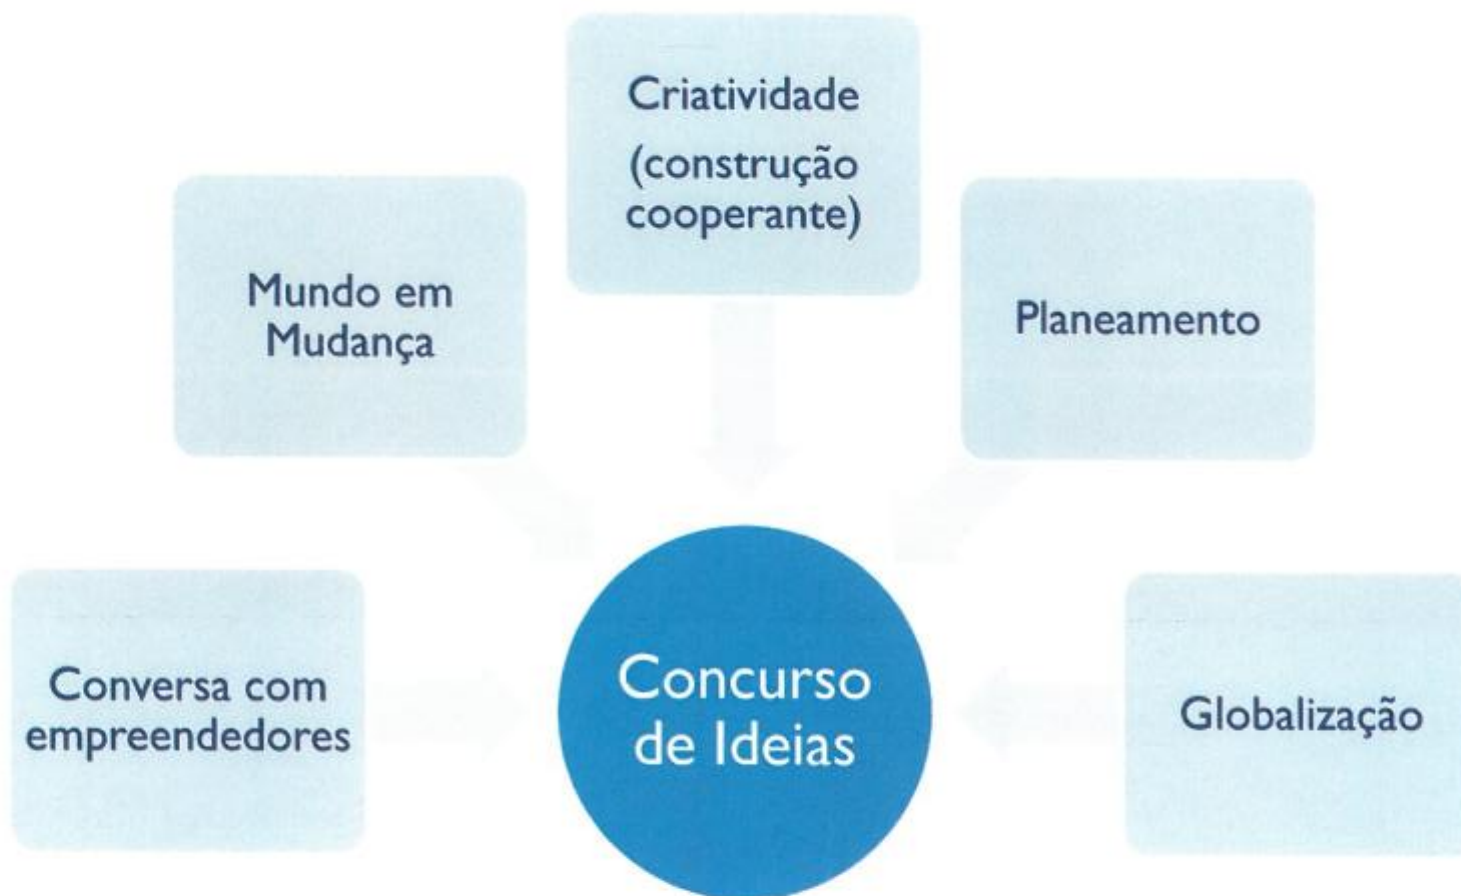 Criatividade
(construção
cooperante)
Mundo em
Mudança
Planeamento
Conversa com
empreendedores
Concurso
de Ideias
Globalização